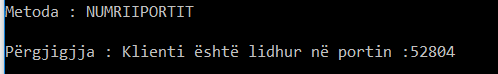 Metoda : NUMRIIPORTIT
Përgjigjja : Klienti është lidhur në portin :52804